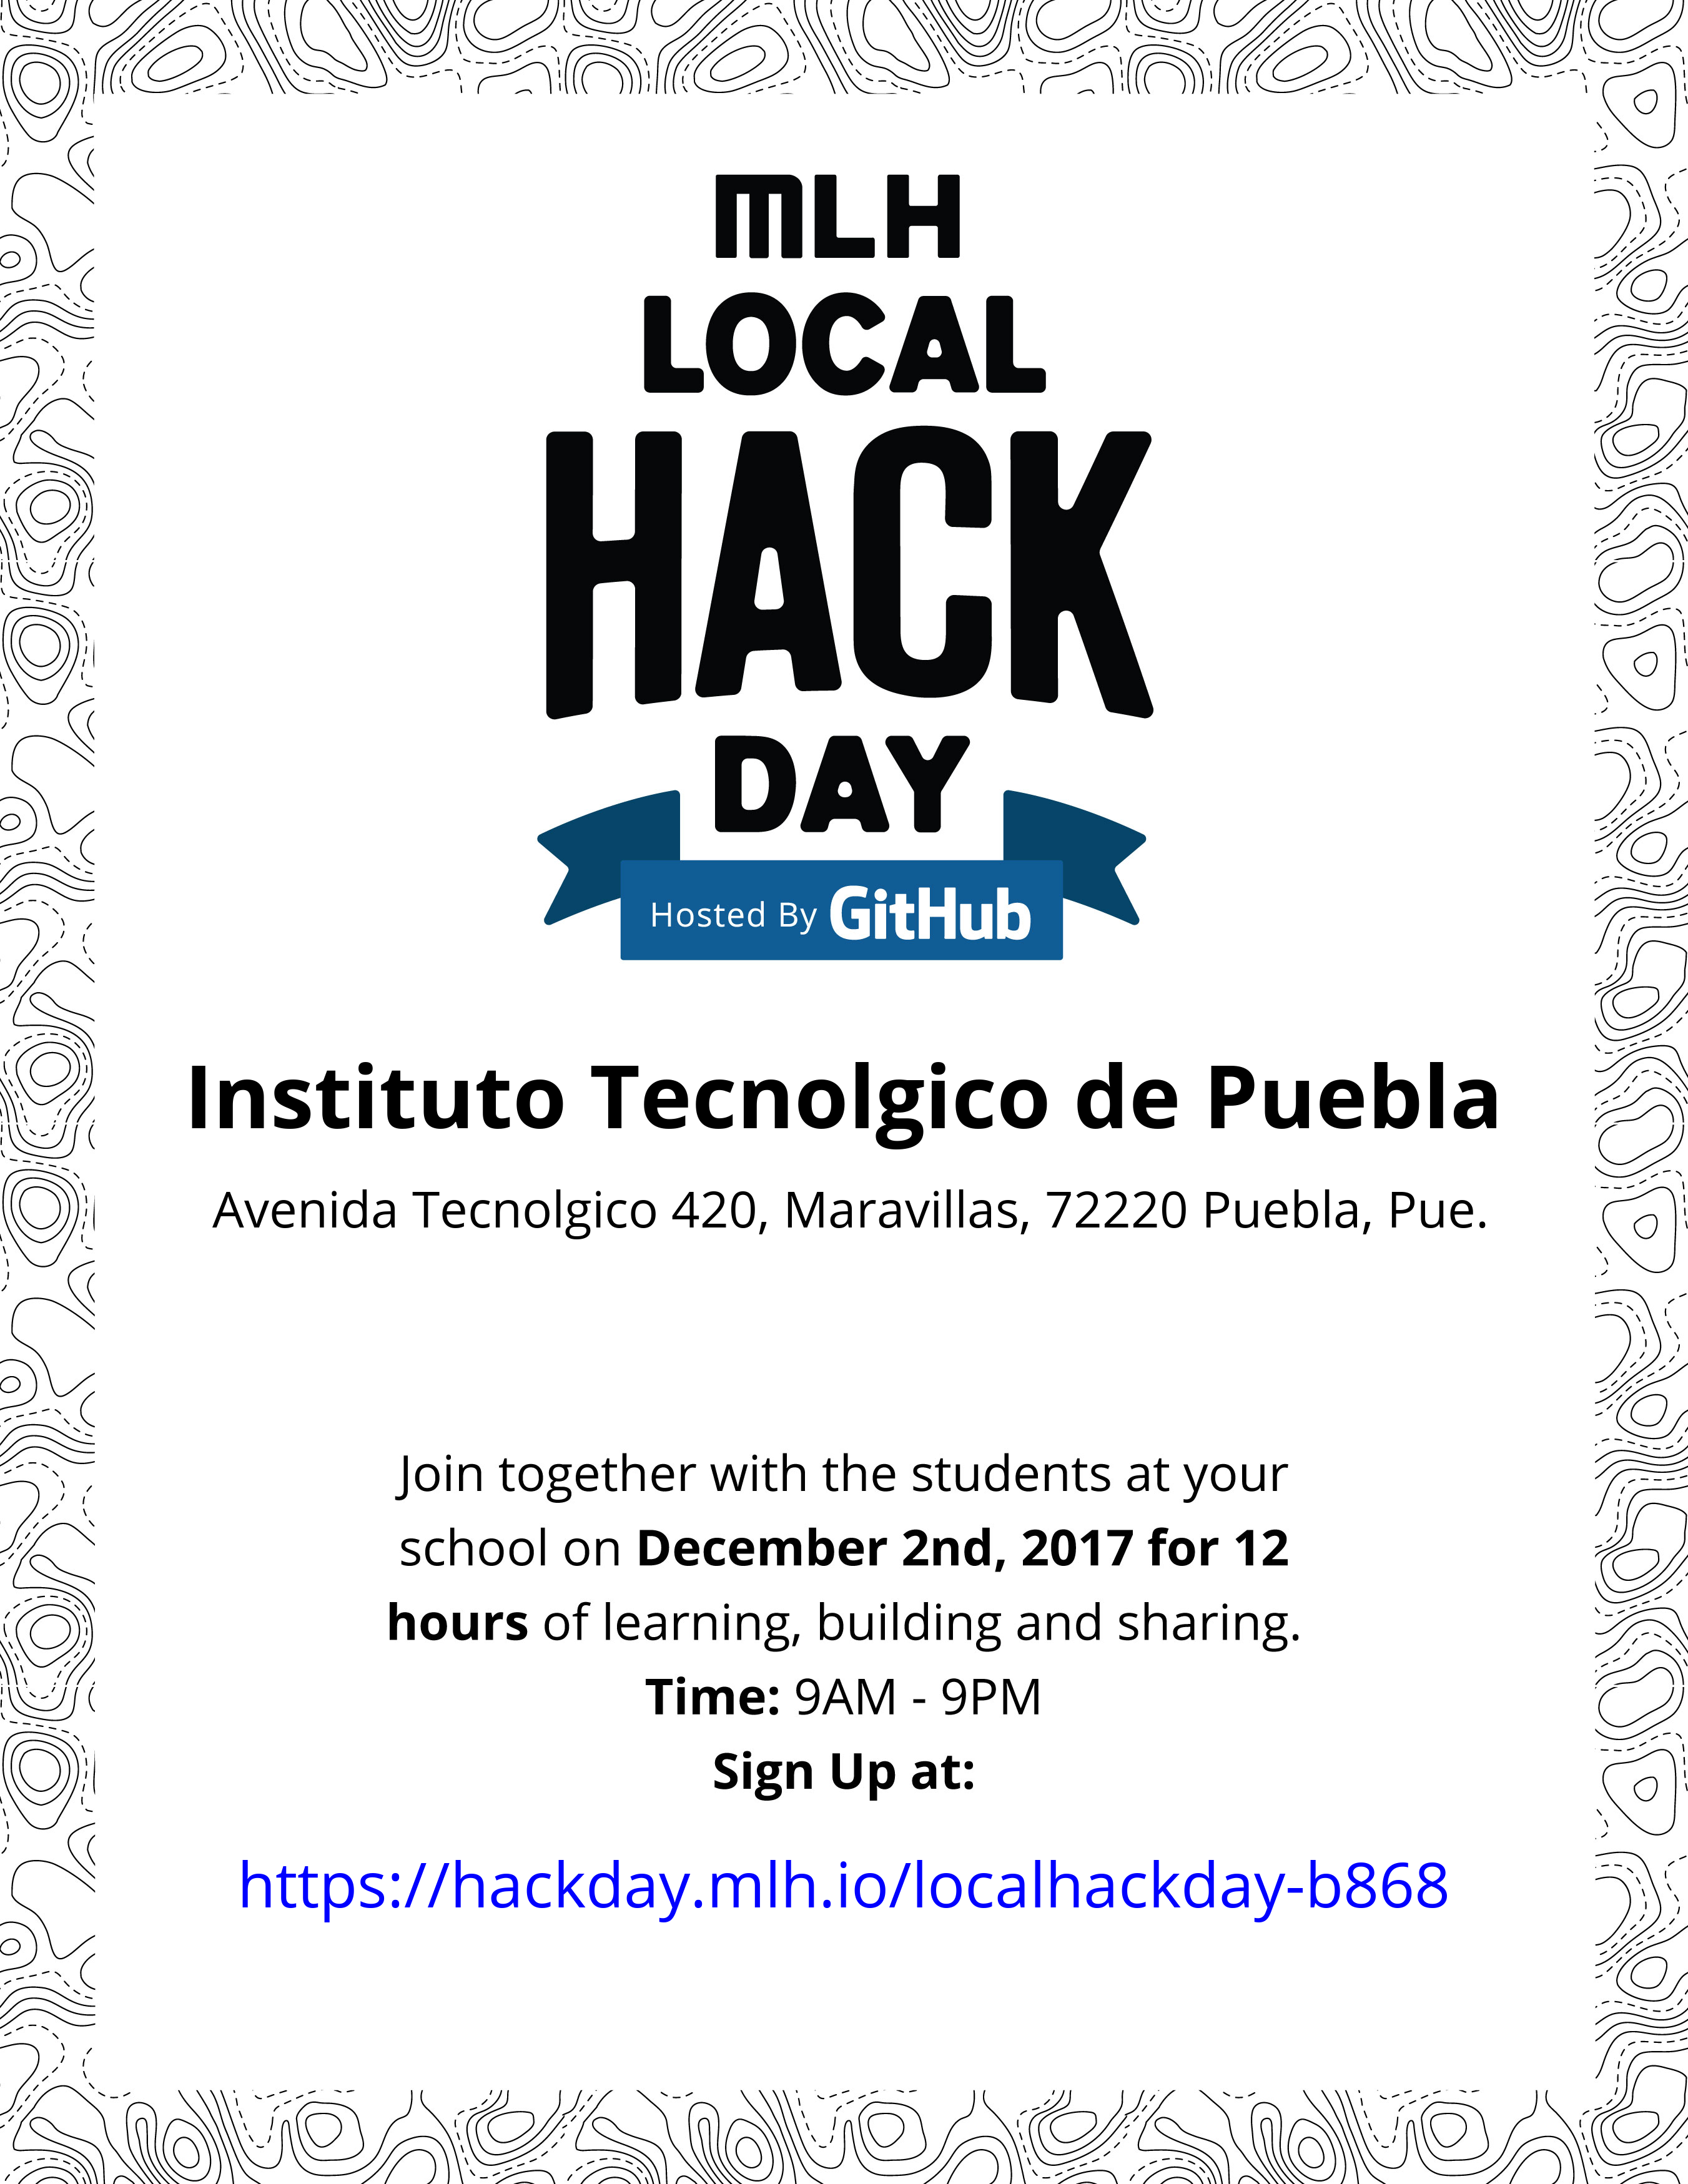 MLH
LOCAL
HACK
DAY
Hosted By GitHub
Instituto Tecnolgico de Puebla
Avenida Tecnolgico 420, Maravillas, 72220 Puebla, Pue.
Join together with the students at your
school on December 2nd, 2017 for 12
hours of learning, building and sharing.
Time: 9AM - 9PM
Sign Up at:
https://hackday.mlh.io/localhackday-b868